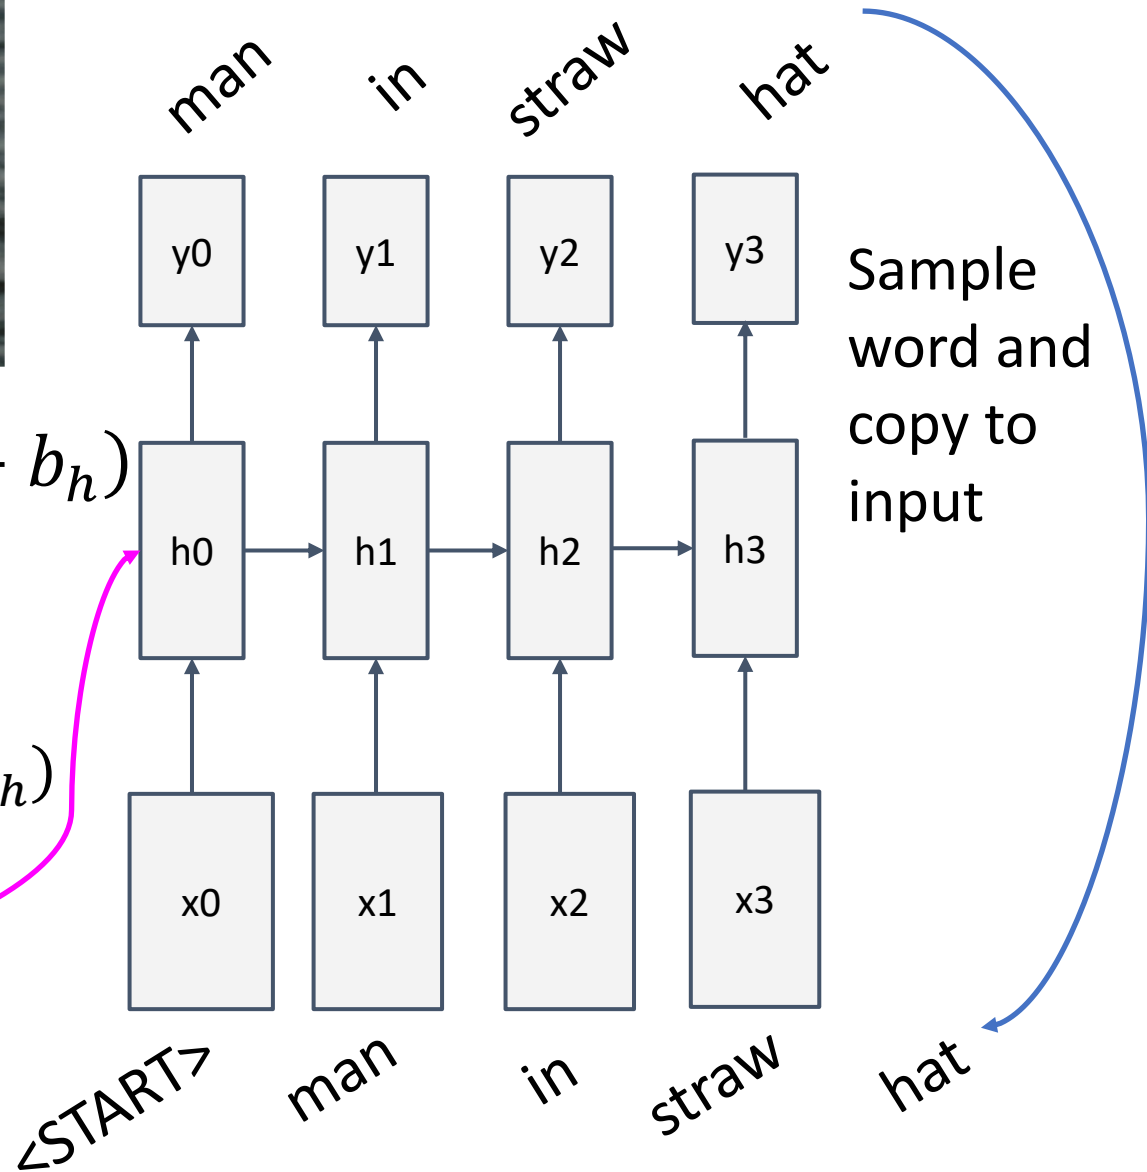 man in straw hat
y0 y1 y2 y3
Sample
word and
copy to
input
b_h)
h0 h1 h2 h3
h)
x0 x1 x2 x3
<START> man in straw hat